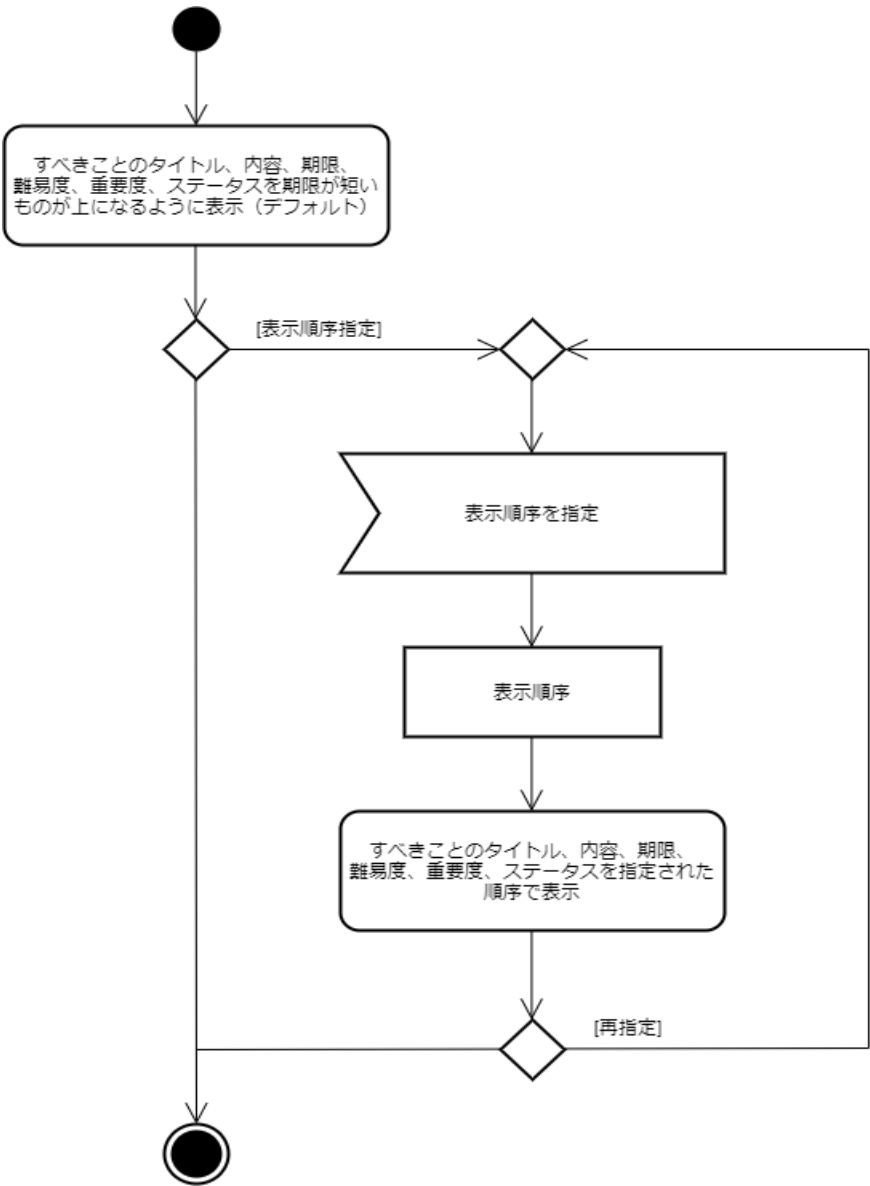 すべきことのタイトル、内容、期限、
難易度、重要度、ステータスを期限が短い
ものが上になるように表示（デフォルト）
[表示順序指定]
表示順序を指定
表示順序
すべきことのタイトル、内容、期限、
難易度、重要度、ステータスを指定された
順序で表示
[再指定]